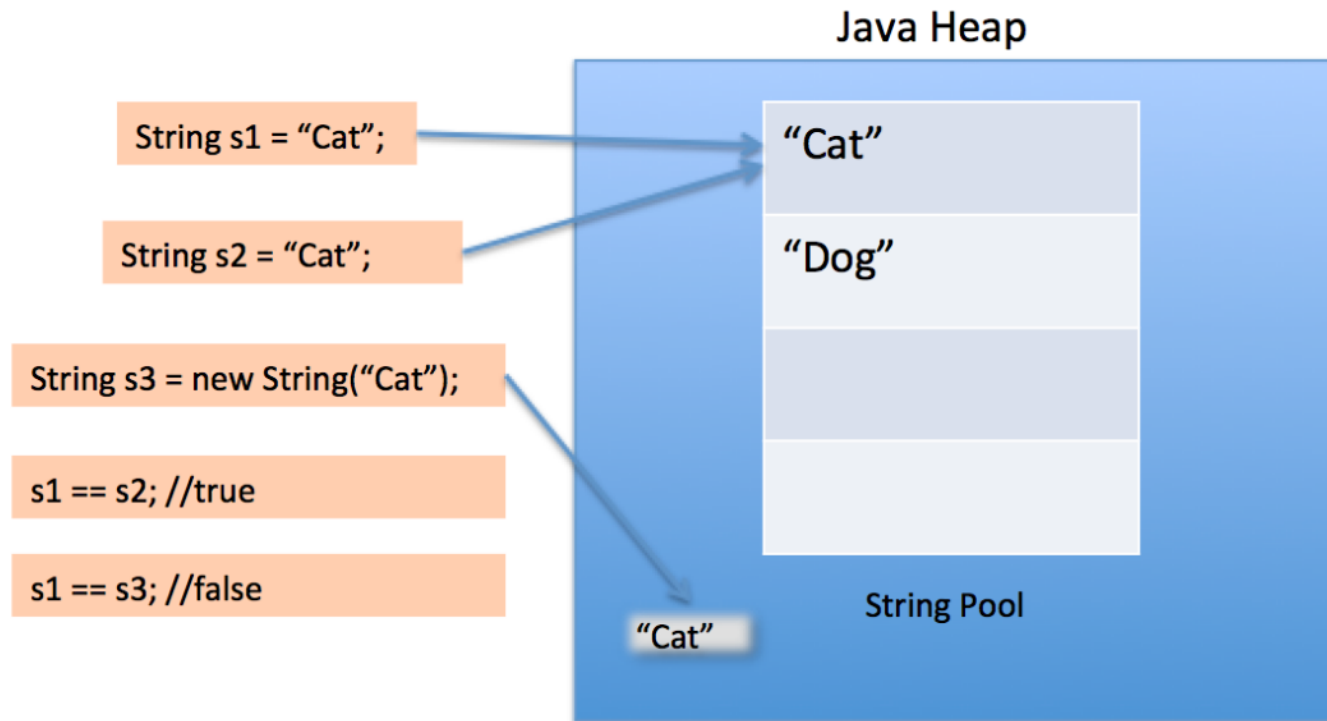 Java Heap
String s1 = “Cat”;
String s2 = “Cat”;
String s3 = new String(“Cat”);
s1 == s2; //true
s1 == s3; //false
“Cat”
“Dog”
String Pool
“Cat”